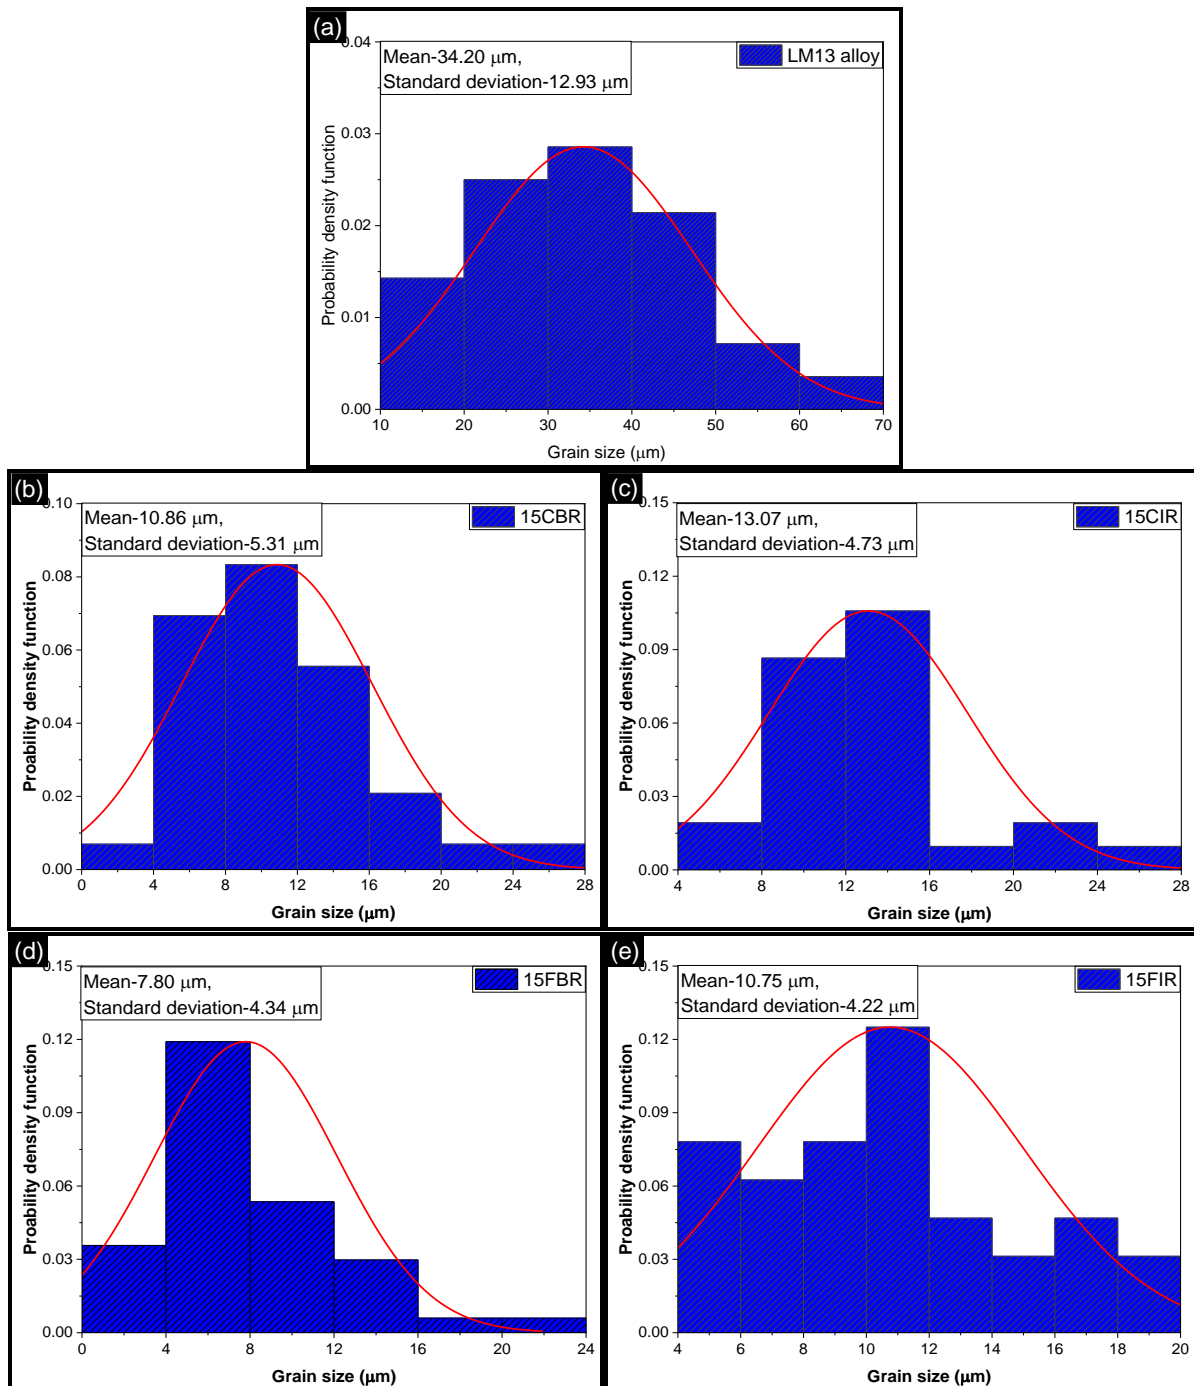 (a)
Mean-34.20 μm,
Standard deviation-12.93 μm
LM13 alloy
Probability density function
0.04
0.03
0.02
0.01
0.00
10 20 30 40 50 60 70
Grain size (μm)
(b)
Mean-10.86 μm,
Standard deviation-5.31 μm
15CBR
Proability density function
0.10
0.08
0.06
0.04
0.02
0.00
0 4 8 12 16 20 24 28
Grain size (μm)
(c)
Mean-13.07 μm,
Standard deviation-4.73 μm
15CIR
Proability density function
0.15
0.12
0.09
0.06
0.03
0.00
4 8 12 16 20 24 28
Grain size (μm)
(d)
Mean-7.80 μm,
Standard deviation-4.34 μm
15FBR
Proability density function
0.15
0.12
0.09
0.06
0.03
0.00
0 4 8 12 16 20 24
Grain size (μm)
(e)
Mean-10.75 μm,
Standard deviation-4.22 μm
15FIR
Proability density function
0.15
0.12
0.09
0.06
0.03
0.00
4 6 8 10 12 14 16 18 20
Grain size (μm)